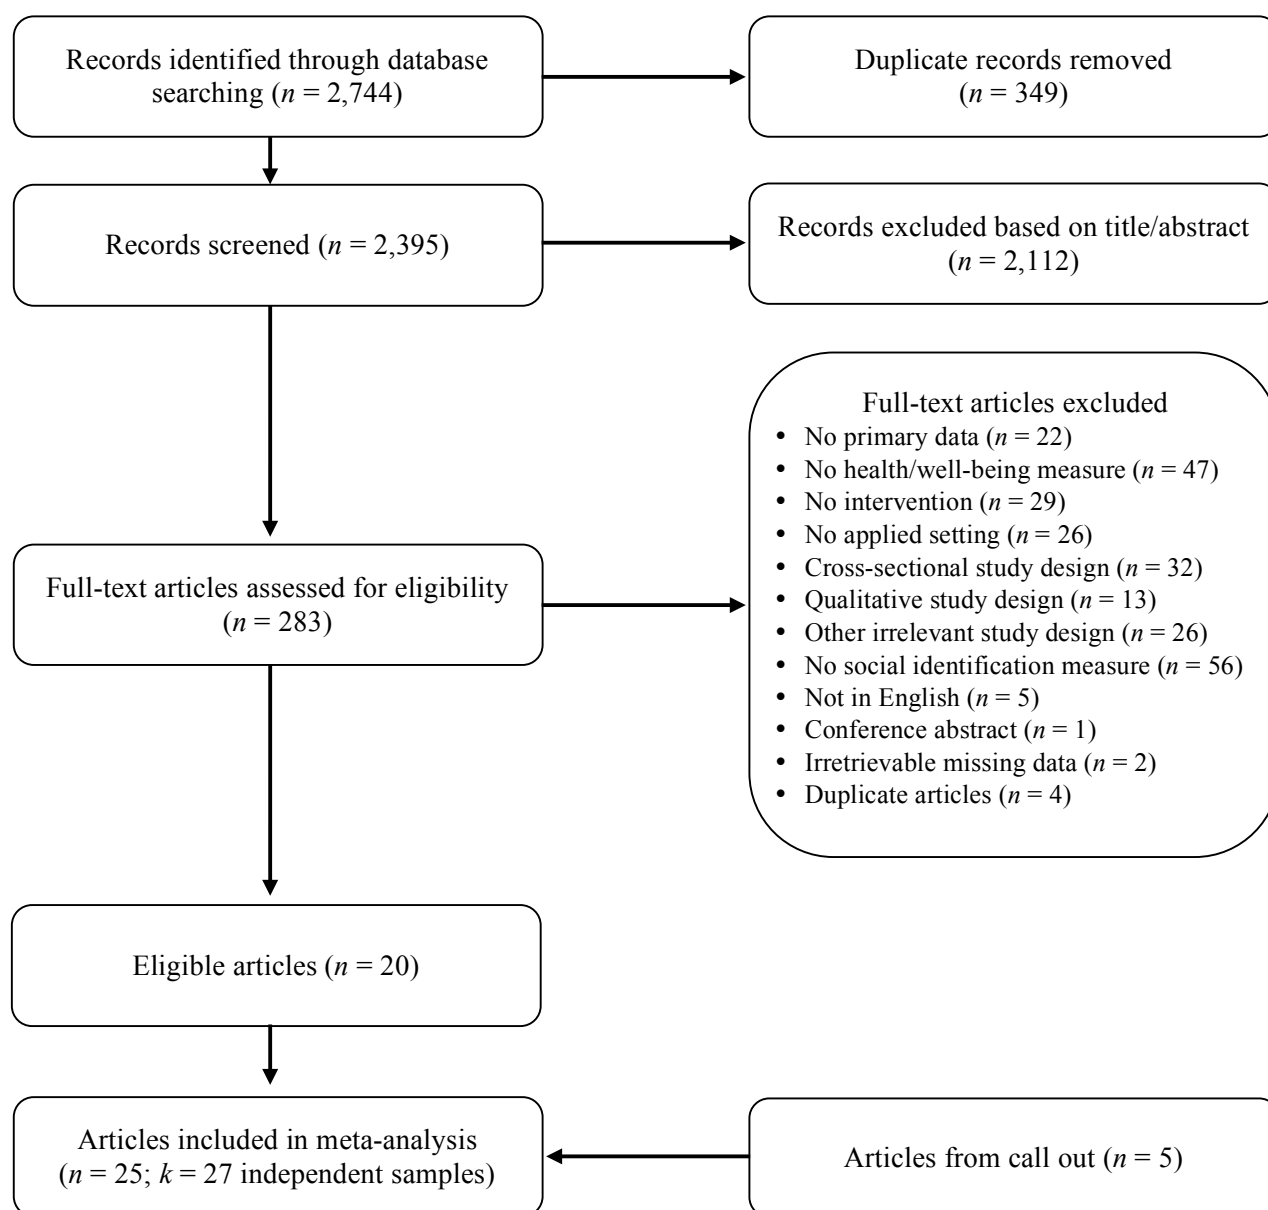 Records identified through database
searching (n = 2,744)
Duplicate records removed
(n = 349)
Records screened (n = 2,395)
Records excluded based on title/abstract
(n = 2,112)
Full-text articles assessed for eligibility
(n = 283)
Full-text articles excluded
• No primary data (n = 22)
• No health/well-being measure (n = 47)
• No intervention (n = 29)
• No applied setting (n = 26)
• Cross-sectional study design (n = 32)
• Qualitative study design (n = 13)
• Other irrelevant study design (n = 26)
• No social identification measure (n = 56)
• Not in English (n = 5)
• Conference abstract (n = 1)
• Irretrievable missing data (n = 2)
• Duplicate articles (n = 4)
Eligible articles (n = 20)
Articles included in meta-analysis
(n = 25; k = 27 independent samples)
Articles from call out (n = 5)